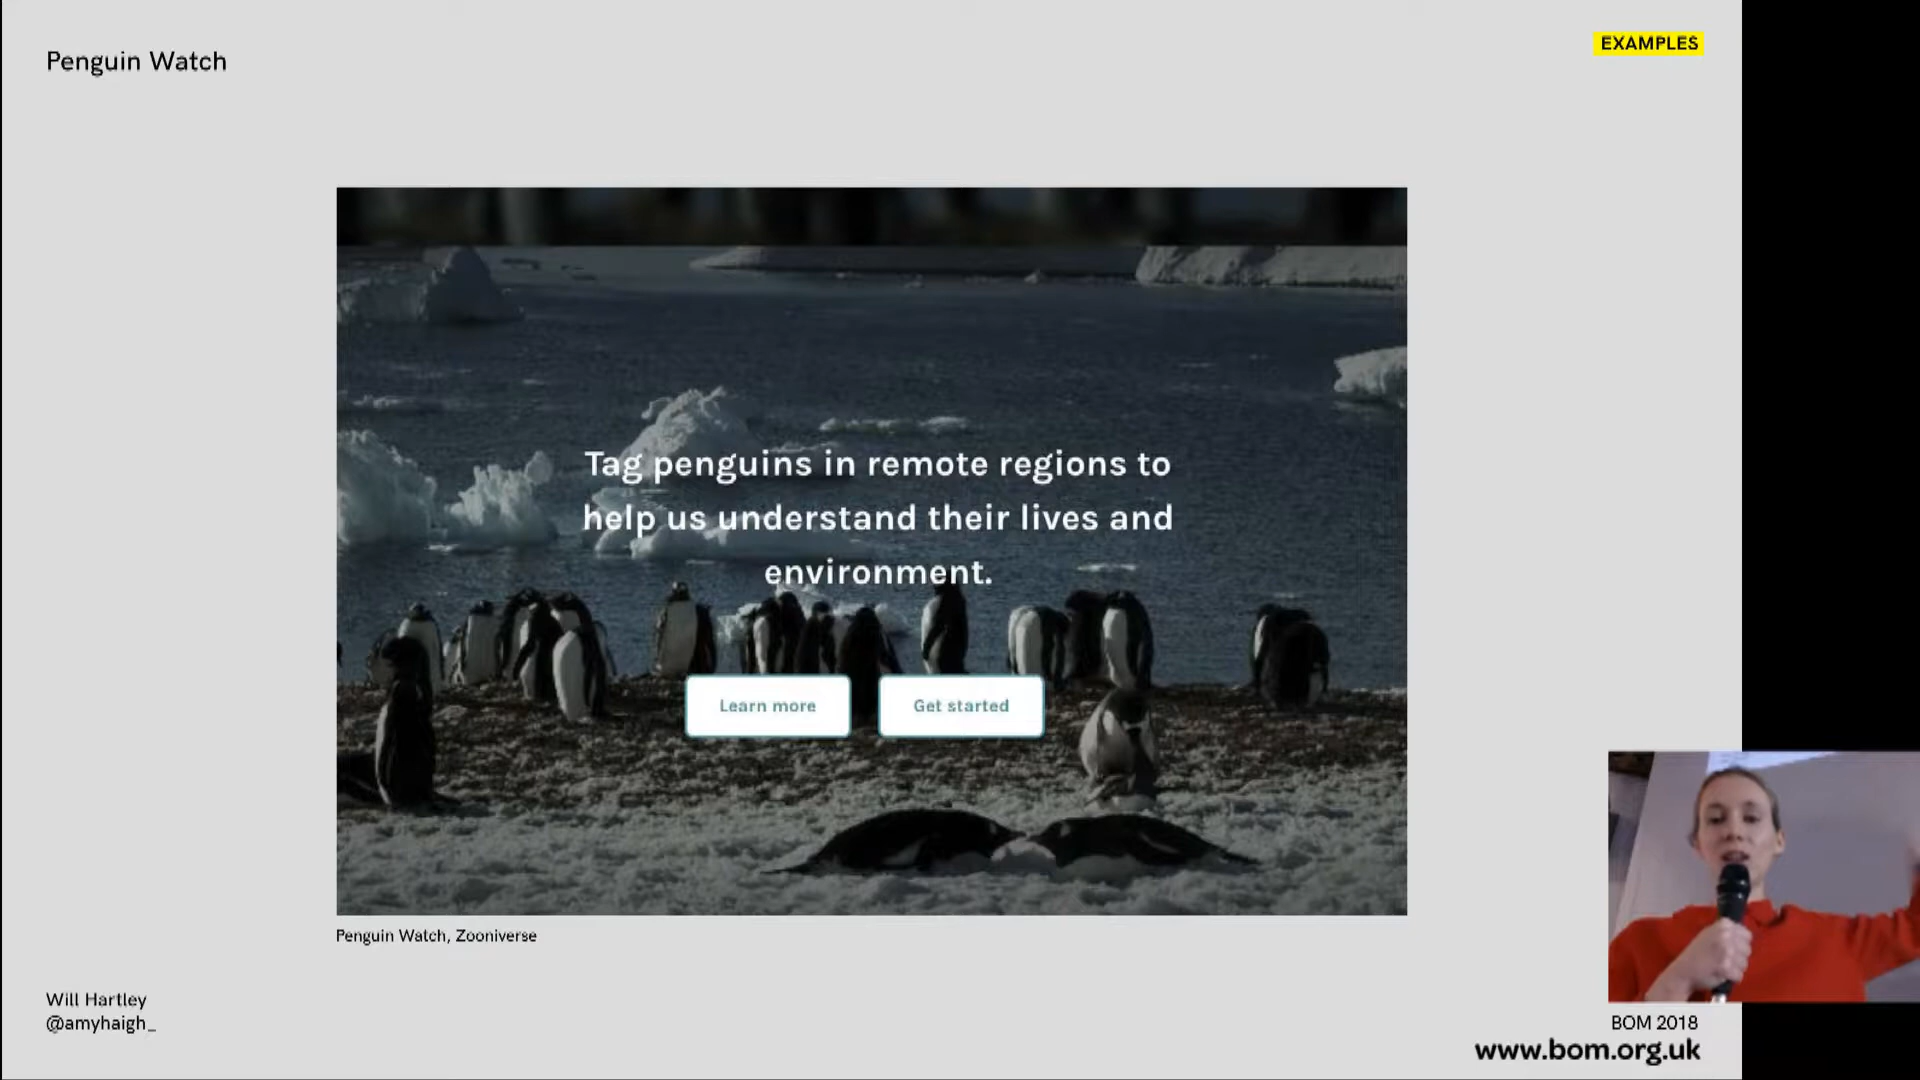 Penguin Watch
EXAMPLES
Tag penguins in remote regions to
help us understand their lives and
environment.
Learn more
Get started
Penguin Watch, Zooniverse
Will Hartley
@amyhaigh_
BOM 2018
www.bom.org.uk